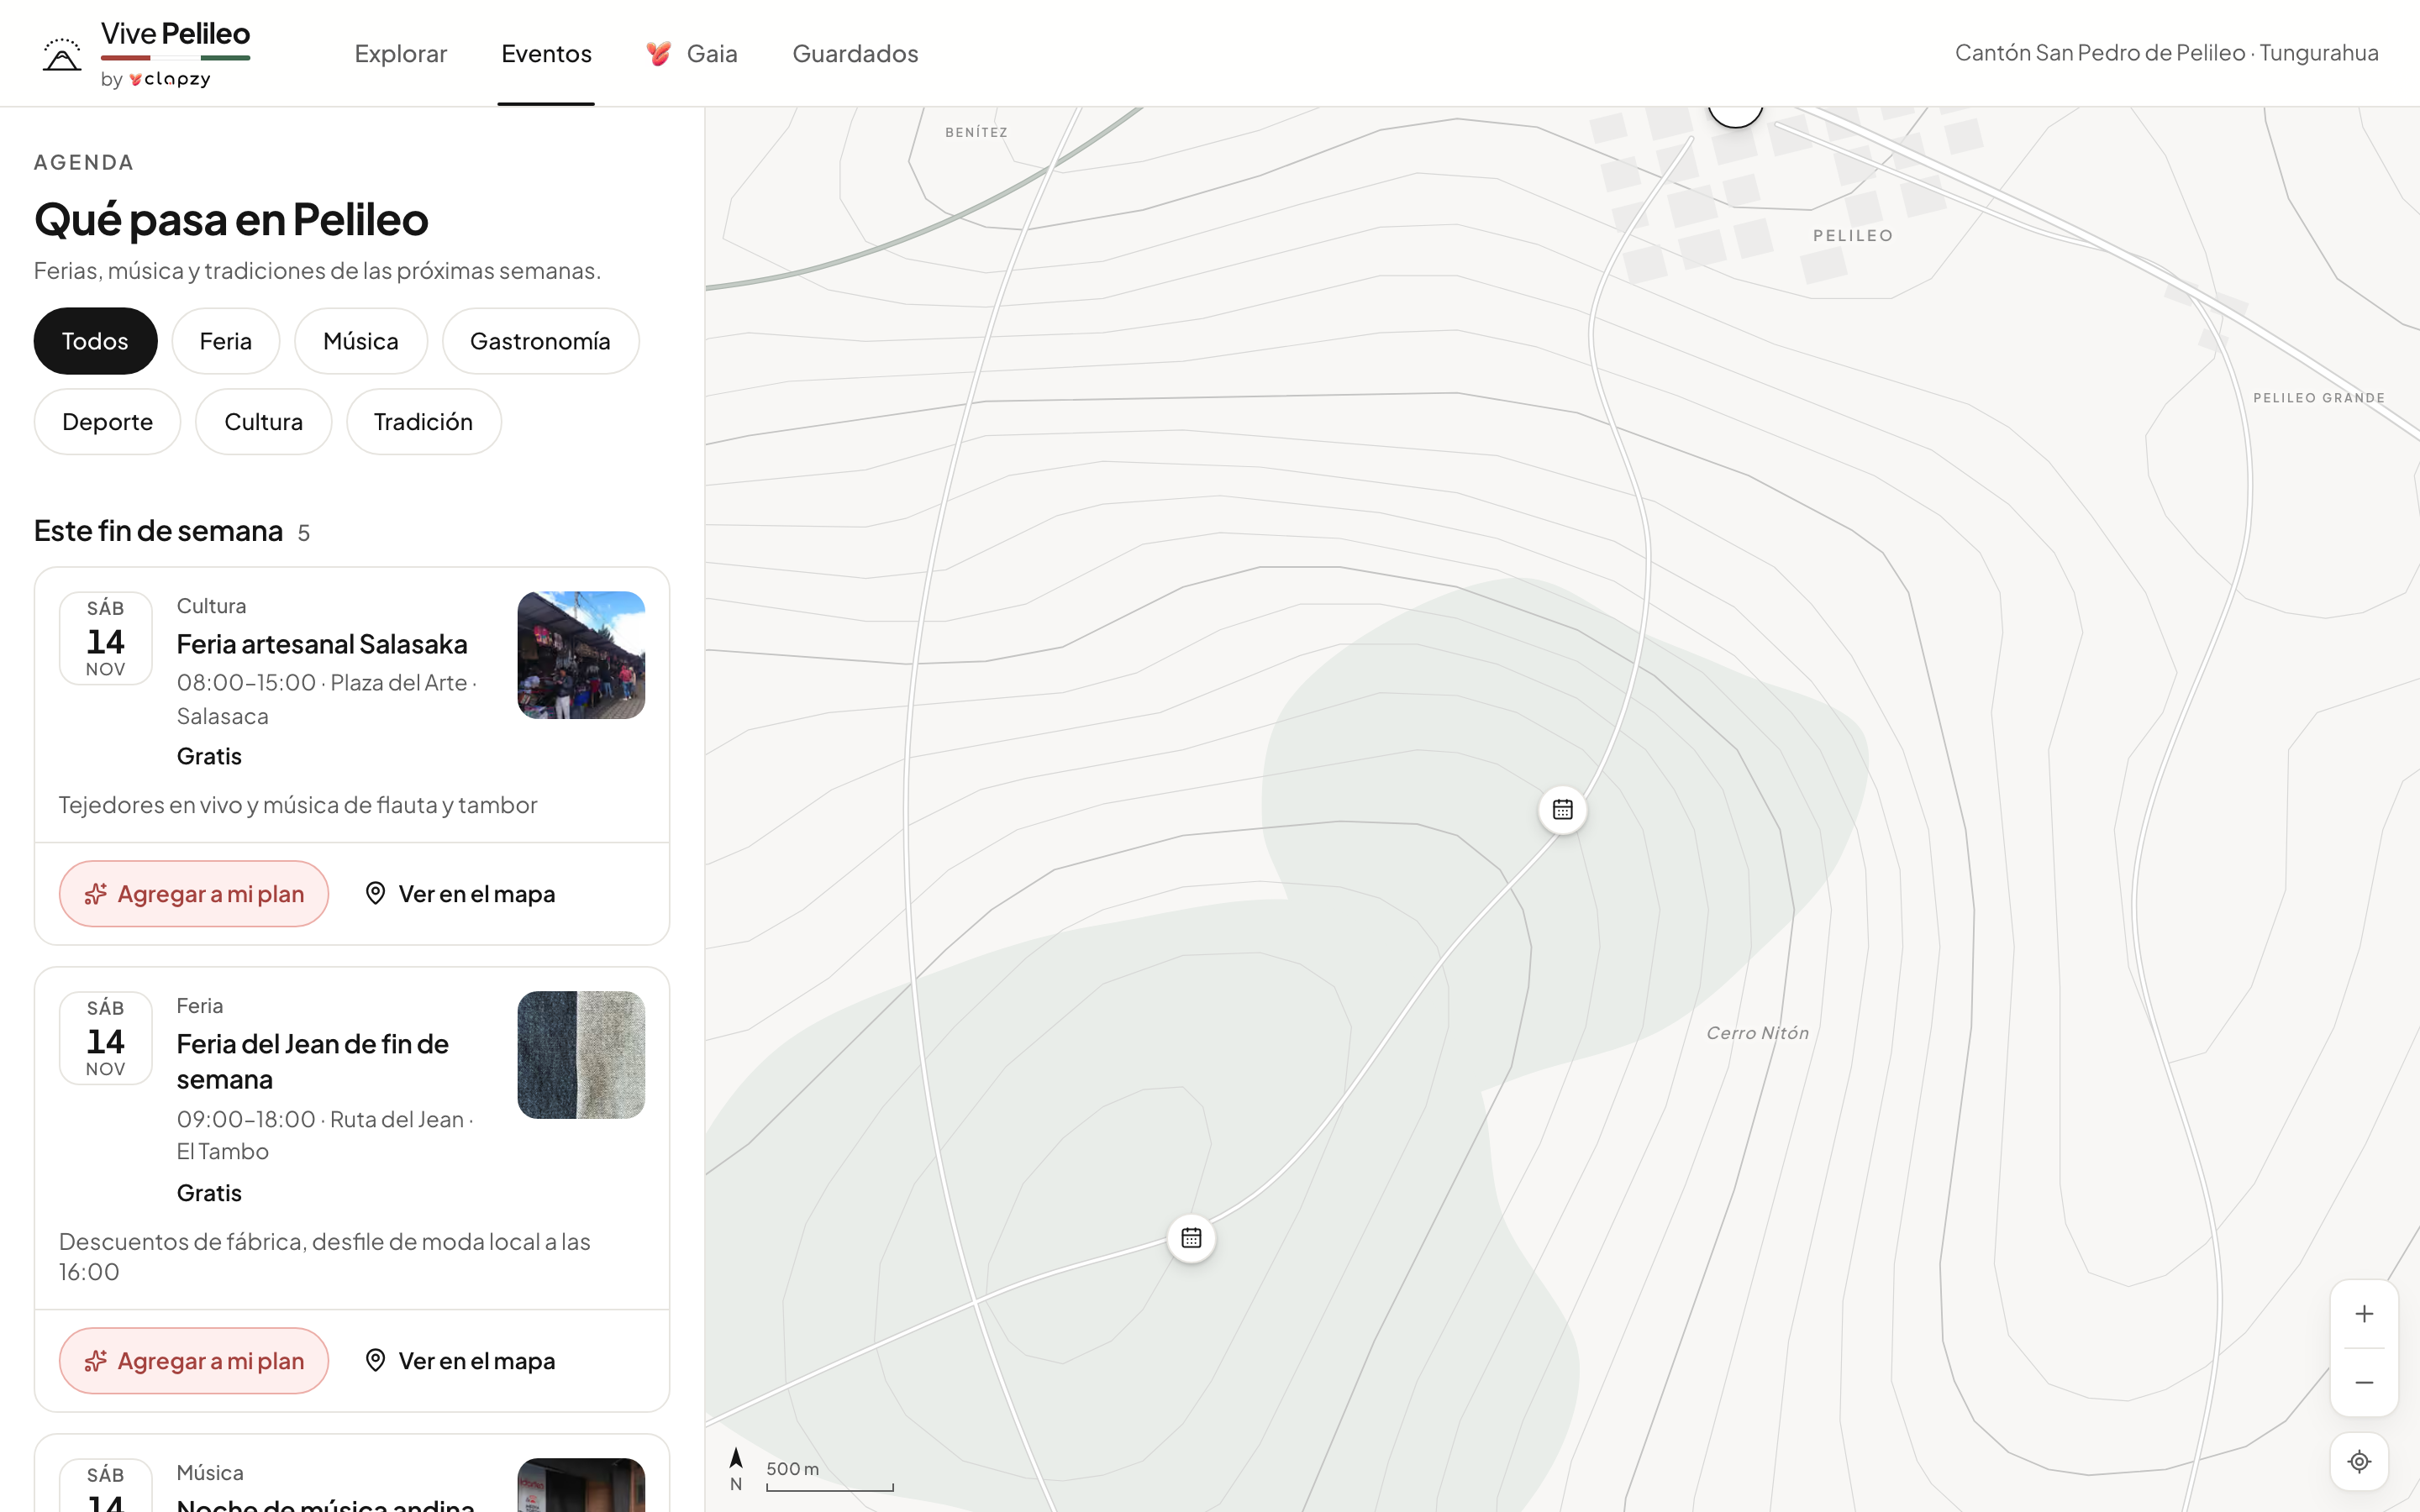 Vive Pelileo
by clapzy
Explorar
Eventos
Gaia
Guardados
Cantón San Pedro de Pelileo · Tungurahua
AGENDA
Qué pasa en Pelileo
Ferias, música y tradiciones de las próximas semanas.
Todos
Feria
Música
Gastronomía
Deporte
Cultura
Tradición
Este fin de semana 5
SÁB
14
NOV
Cultura
Feria artesanal Salasaka
08:00–15:00 · Plaza del Arte ·
Salasaca
Gratis
Tejedores en vivo y música de flauta y tambor
Agregar a mi plan
Ver en el mapa
SÁB
14
NOV
Feria
Feria del Jean de fin de
semana
09:00–18:00 · Ruta del Jean ·
El Tambo
Gratis
Descuentos de fábrica, desfile de moda local a las
16:00
Agregar a mi plan
Ver en el mapa
SÁB
14
Música
Noche de música andina
BENÍTEZ
PELILEO
PELILEO GRANDE
Cerro Nitón
N
500 m